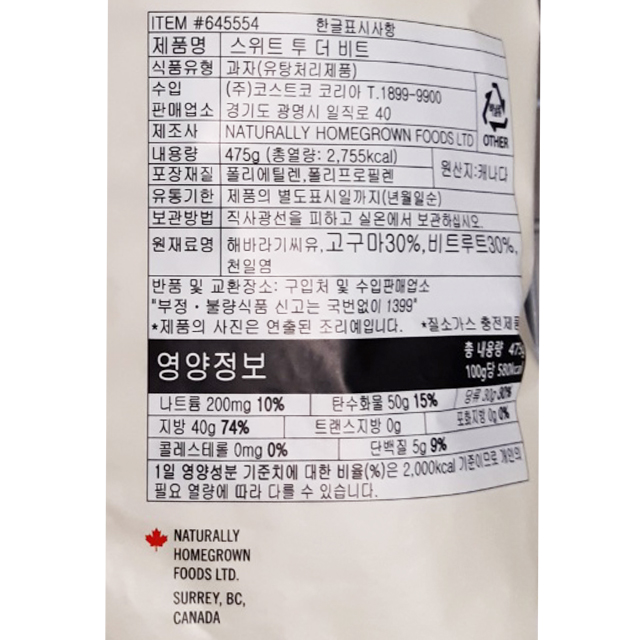 ITEM #645554 한글표시사항
제품명 스위트 투 더 비트
식품유형 과자(유탕처리제품)
수입 (주)코스트코 코리아 T.1899-9900
판매업소 경기도 광명시 일직로 40
제조사 NATURALLY HOMEGROWN FOODS LTD
OTHER
내용량 475g (총열량: 2,755kcal)
원산지:캐나다
포장재질 폴리에틸렌,폴리프로필렌
유통기한 제품의 별도표시일까지(년월일순)
보관방법 직사광선을 피하고 실온에서 보관하십시오.
원재료명 해바라기씨유,고구마30%,비트루트30%,
천일염
반품 및 교환장소: 구입처 및 수입판매업소
"부정・불량식품 신고는 국번없이 1399"
*제품의 사진은 연출된 조리예입니다. *질소가스 충전제품
영양정보
총 내용량 475g
100g당 580kcal
나트륨 200mg 10% 탄수화물 50g 15% 당류 30g 30%
지방 40g 74% 트랜스지방 0g 포화지방 0g 0%
콜레스테롤 0mg 0% 단백질 5g 9%
1일 영양성분 기준치에 대한 비율(%)은 2,000kcal 기준이므로 개인의
필요 열량에 따라 다를 수 있습니다.
NATURALLY
HOMEGROWN
FOODS LTD.
SURREY, BC,
CANADA